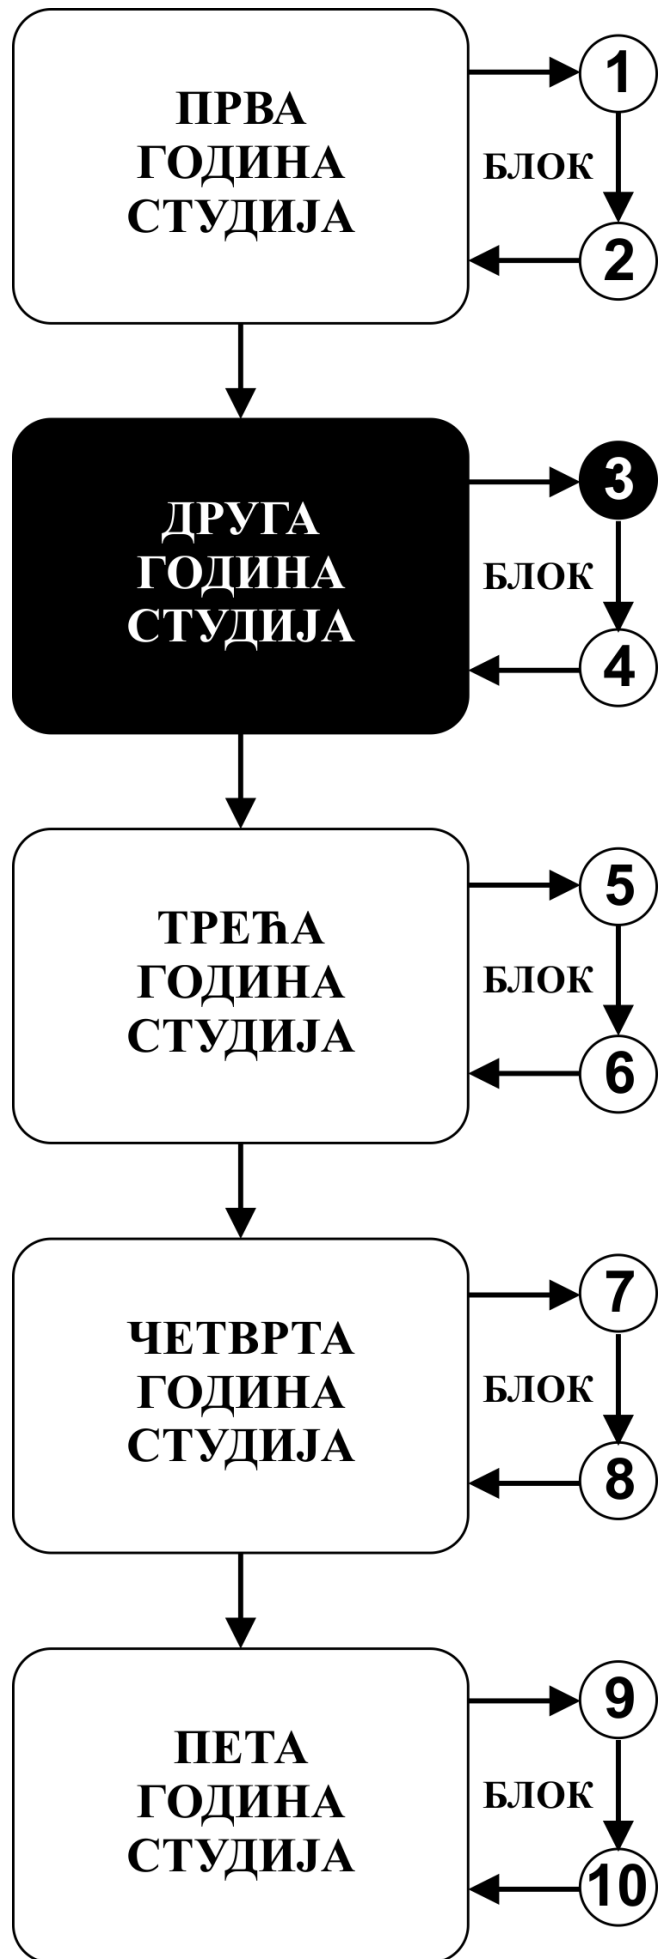 ПРВА
ГОДИНА
СТУДИЈА
1
БЛОК
2
ДРУГА
ГОДИНА
СТУДИЈА
3
БЛОК
4
ТРЕЋА
ГОДИНА
СТУДИЈА
5
БЛОК
6
ЧЕТВРТА
ГОДИНА
СТУДИЈА
7
БЛОК
8
ПЕТА
ГОДИНА
СТУДИЈА
9
БЛОК
10